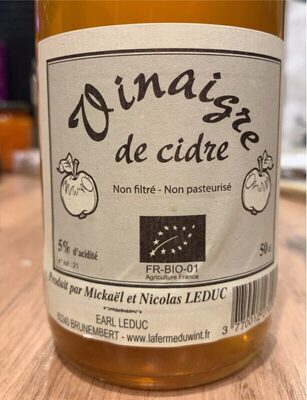 Vinaigre
de cidre
Non filtré - Non pasteurisé
5% d'acidité
FR-BIO-01
Agriculture France
Produit par Mickaël et Nicolas LEDUC
EARL LEDUC
BRUNEMBERT - www.lafermeduwint.fr